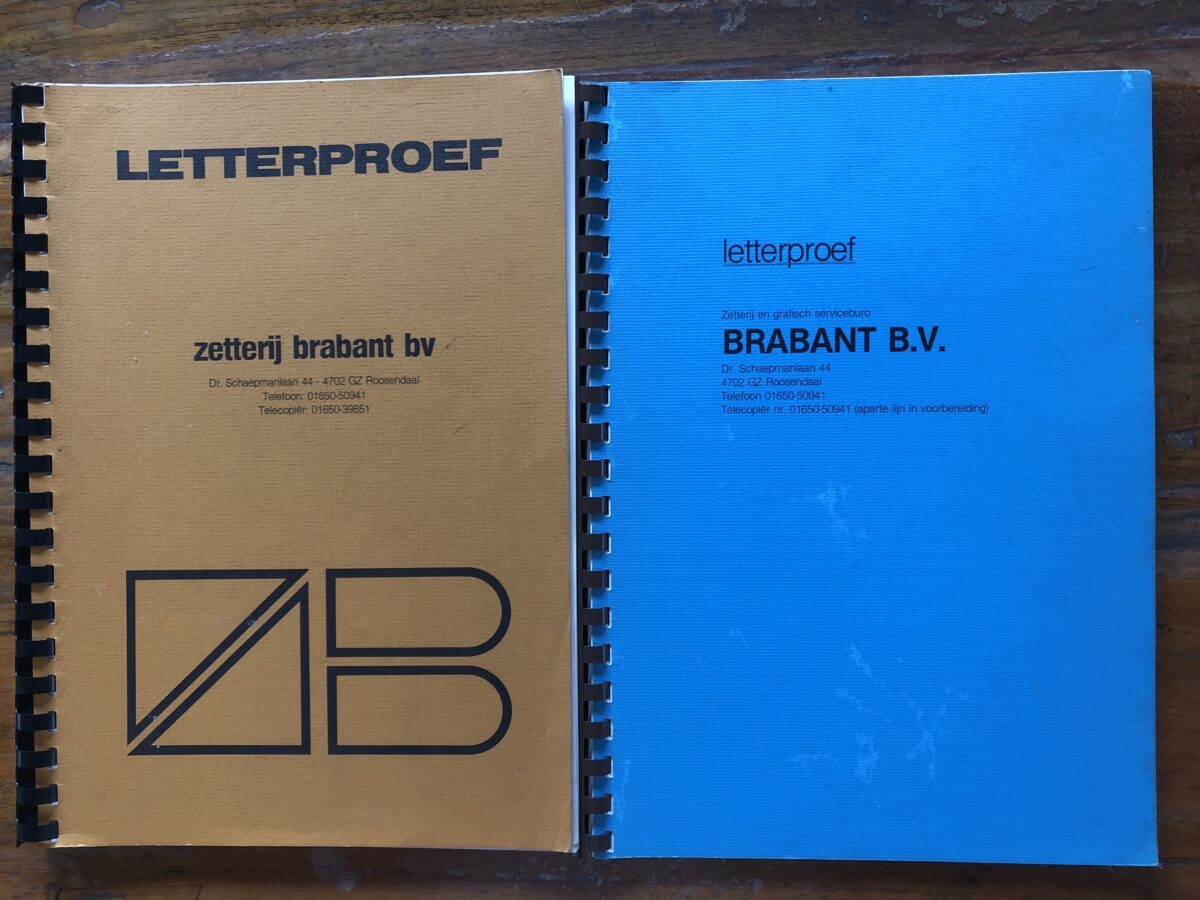 LETTERPROEF
zetterij brabant bv
Dr. Schaepmanlaan 44 - 4702 GZ Roosendaal
Telefoon: 01650-50941
Telecopiër: 01650-39851
ZB
letterproef
Zetterij en grafisch serviceburo
BRABANT B.V.
Dr. Schaepmanlaan 44
4702 GZ Roosendaal
Telefoon 01650-50941
Telecopiër nr. 01650-50941 (aparte lijn in voorbereiding)